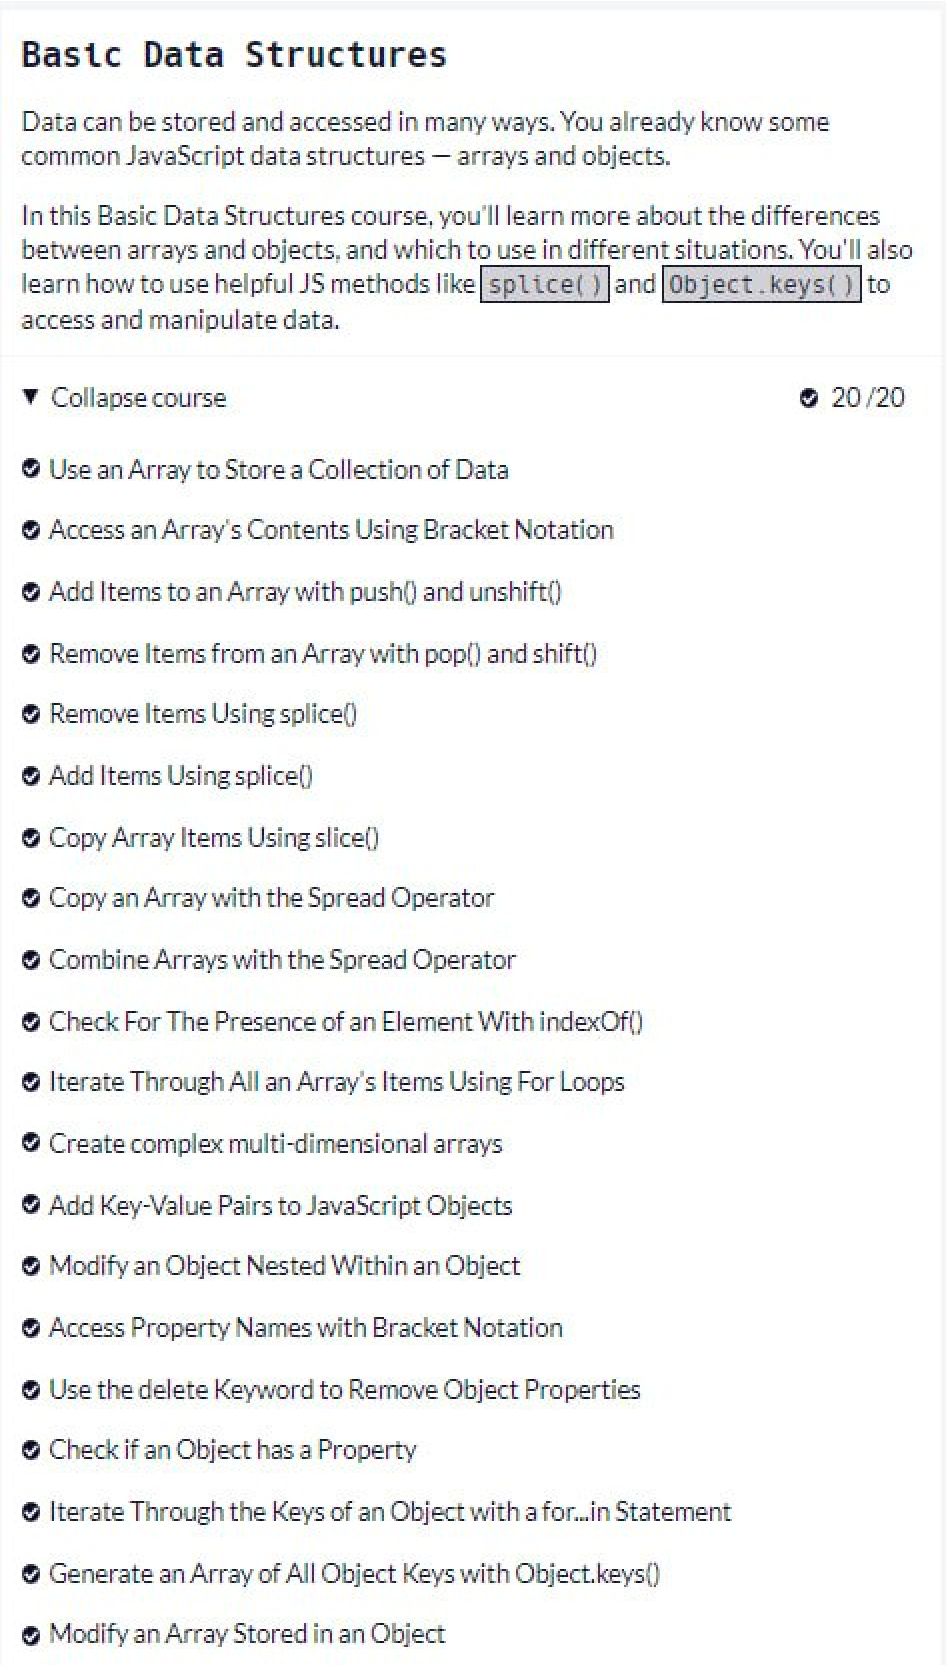 Basic Data Structures
Data can be stored and accessed in many ways. You already know some
common JavaScript data structures — arrays and objects.
In this Basic Data Structures course, you'll learn more about the differences
between arrays and objects, and which to use in different situations. You'll also
learn how to use helpful JS methods like splice() and Object.keys() to
access and manipulate data.
▼ Collapse course 20/20
Use an Array to Store a Collection of Data
Access an Array's Contents Using Bracket Notation
Add Items to an Array with push() and unshift()
Remove Items from an Array with pop() and shift()
Remove Items Using splice()
Add Items Using splice()
Copy Array Items Using slice()
Copy an Array with the Spread Operator
Combine Arrays with the Spread Operator
Check For The Presence of an Element With indexOf()
Iterate Through All an Array's Items Using For Loops
Create complex multi-dimensional arrays
Add Key-Value Pairs to JavaScript Objects
Modify an Object Nested Within an Object
Access Property Names with Bracket Notation
Use the delete Keyword to Remove Object Properties
Check if an Object has a Property
Iterate Through the Keys of an Object with a for...in Statement
Generate an Array of All Object Keys with Object.keys()
Modify an Array Stored in an Object